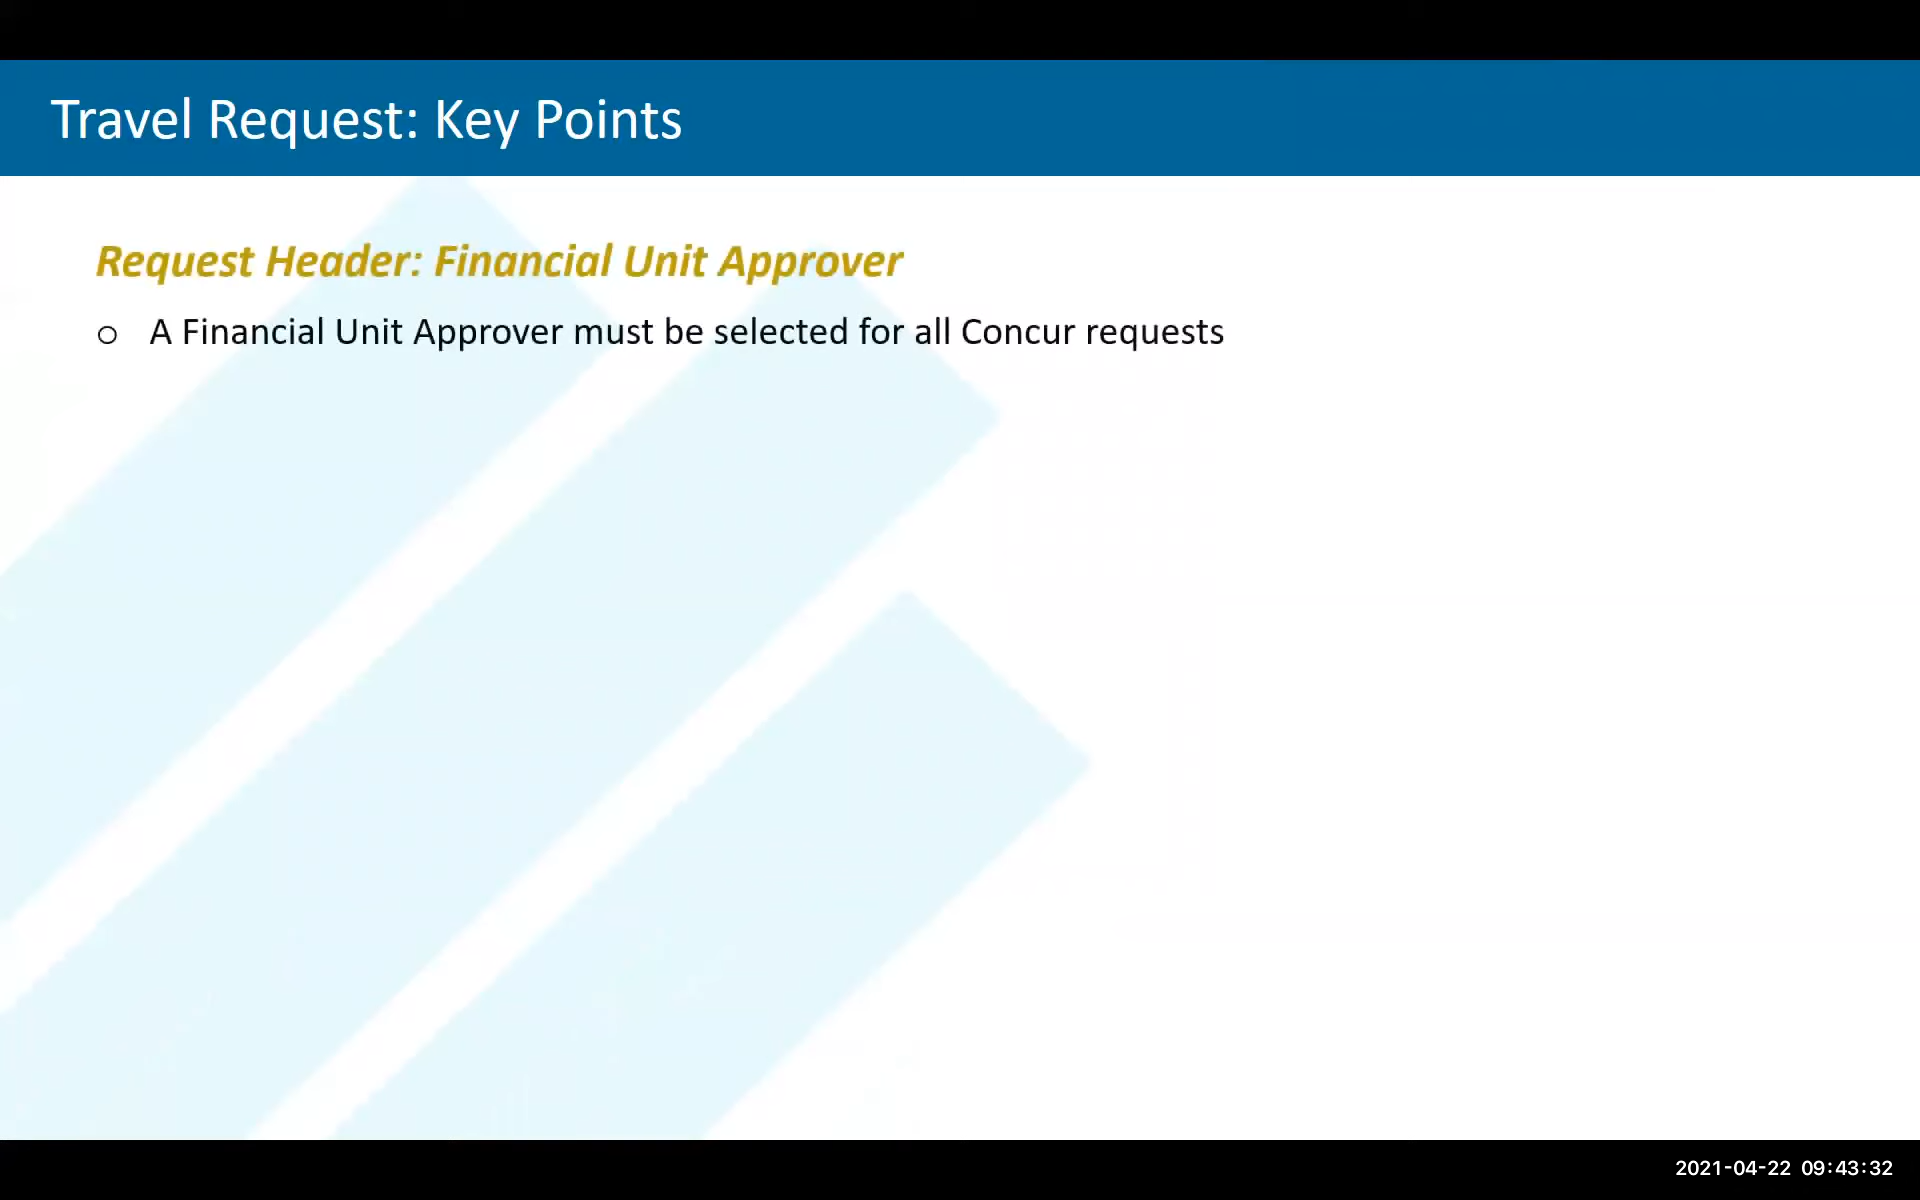 Travel Request: Key Points
Request Header: Financial Unit Approver
o A Financial Unit Approver must be selected for all Concur requests
2021-04-22 09:43:32